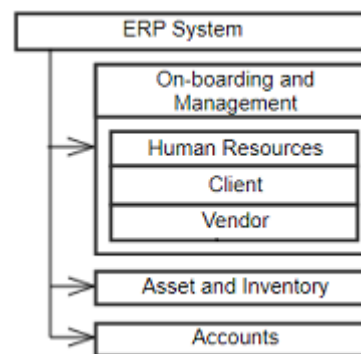 ERP System
On-boarding and
Management
Human Resources
Client
Vendor
Asset and Inventory
Accounts